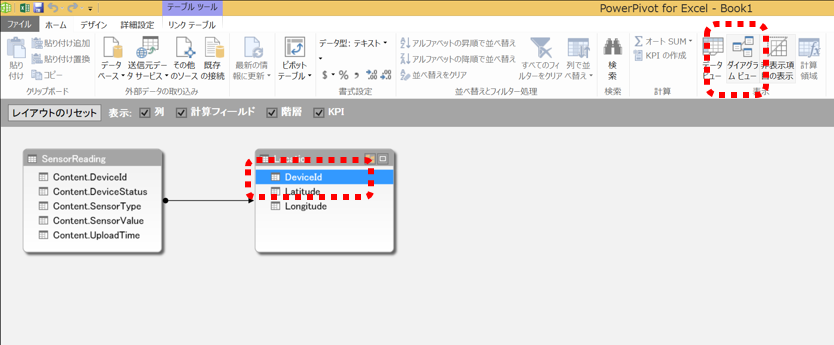 テーブル ツール
PowerPivot for Excel - Book1
ファイル ホーム デザイン 詳細設定 リンク テーブル
貼り付け
貼り付け追加
貼り付け置換
コピー
クリップボード
データベース
送信元データ サービス
その他のソース
既存の接続
外部データの取り込み
最新の情報に更新
ピボットテーブル
データ型: テキスト
$ % , .00 .00
書式設定
アルファベットの昇順で並べ替え
アルファベットの降順で並べ替え
並べ替えをクリア
すべてのフィルターをクリア
列で並べ替え
並べ替えとフィルター処理
検索
検索
Σ オート SUM
KPI の作成
計算
データ ビュー
ダイアグラム ビュー
非表示項目の表示
計算領域
表示
レイアウトのリセット 表示: 列 計算フィールド 階層 KPI
SensorReading
Content.DeviceId
Content.DeviceStatus
Content.SensorType
Content.SensorValue
Content.UploadTime
DeviceId
Latitude
Longitude